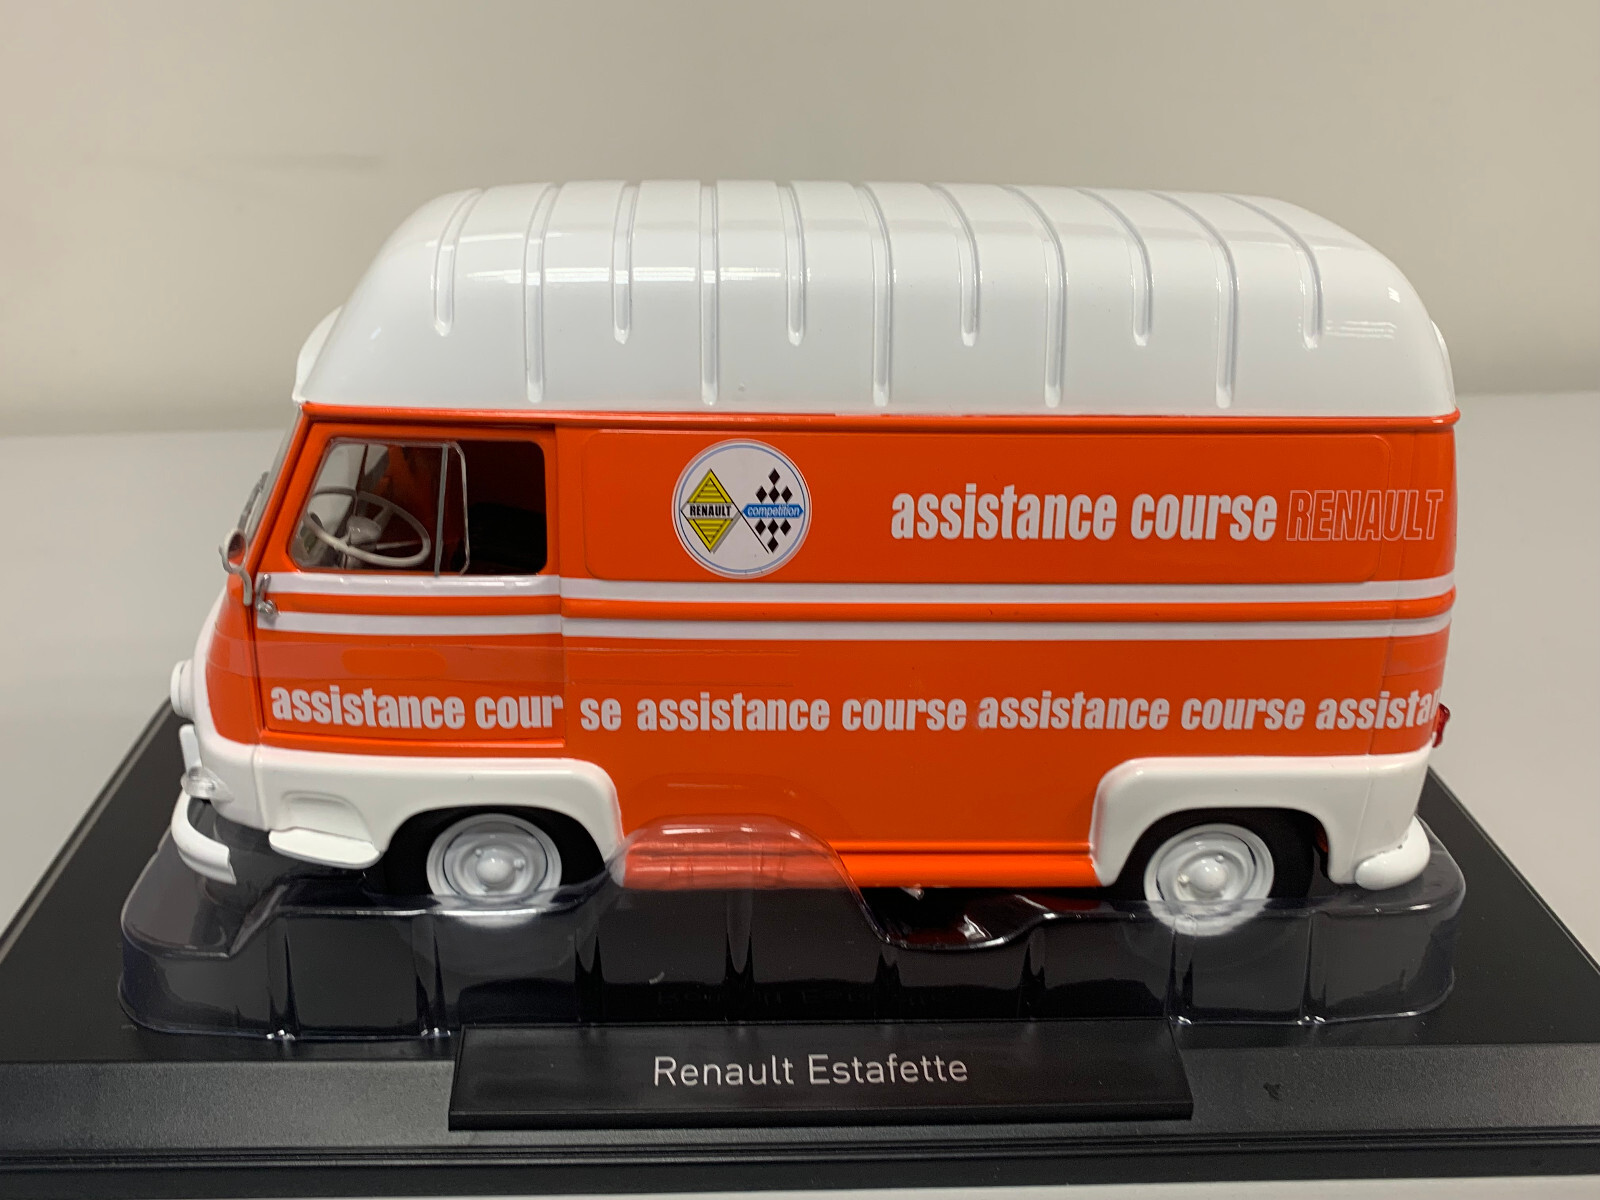 RENAULT competition
assistance course RENAULT
assistance cour se assistance course assistance course assista
Renault Estafette